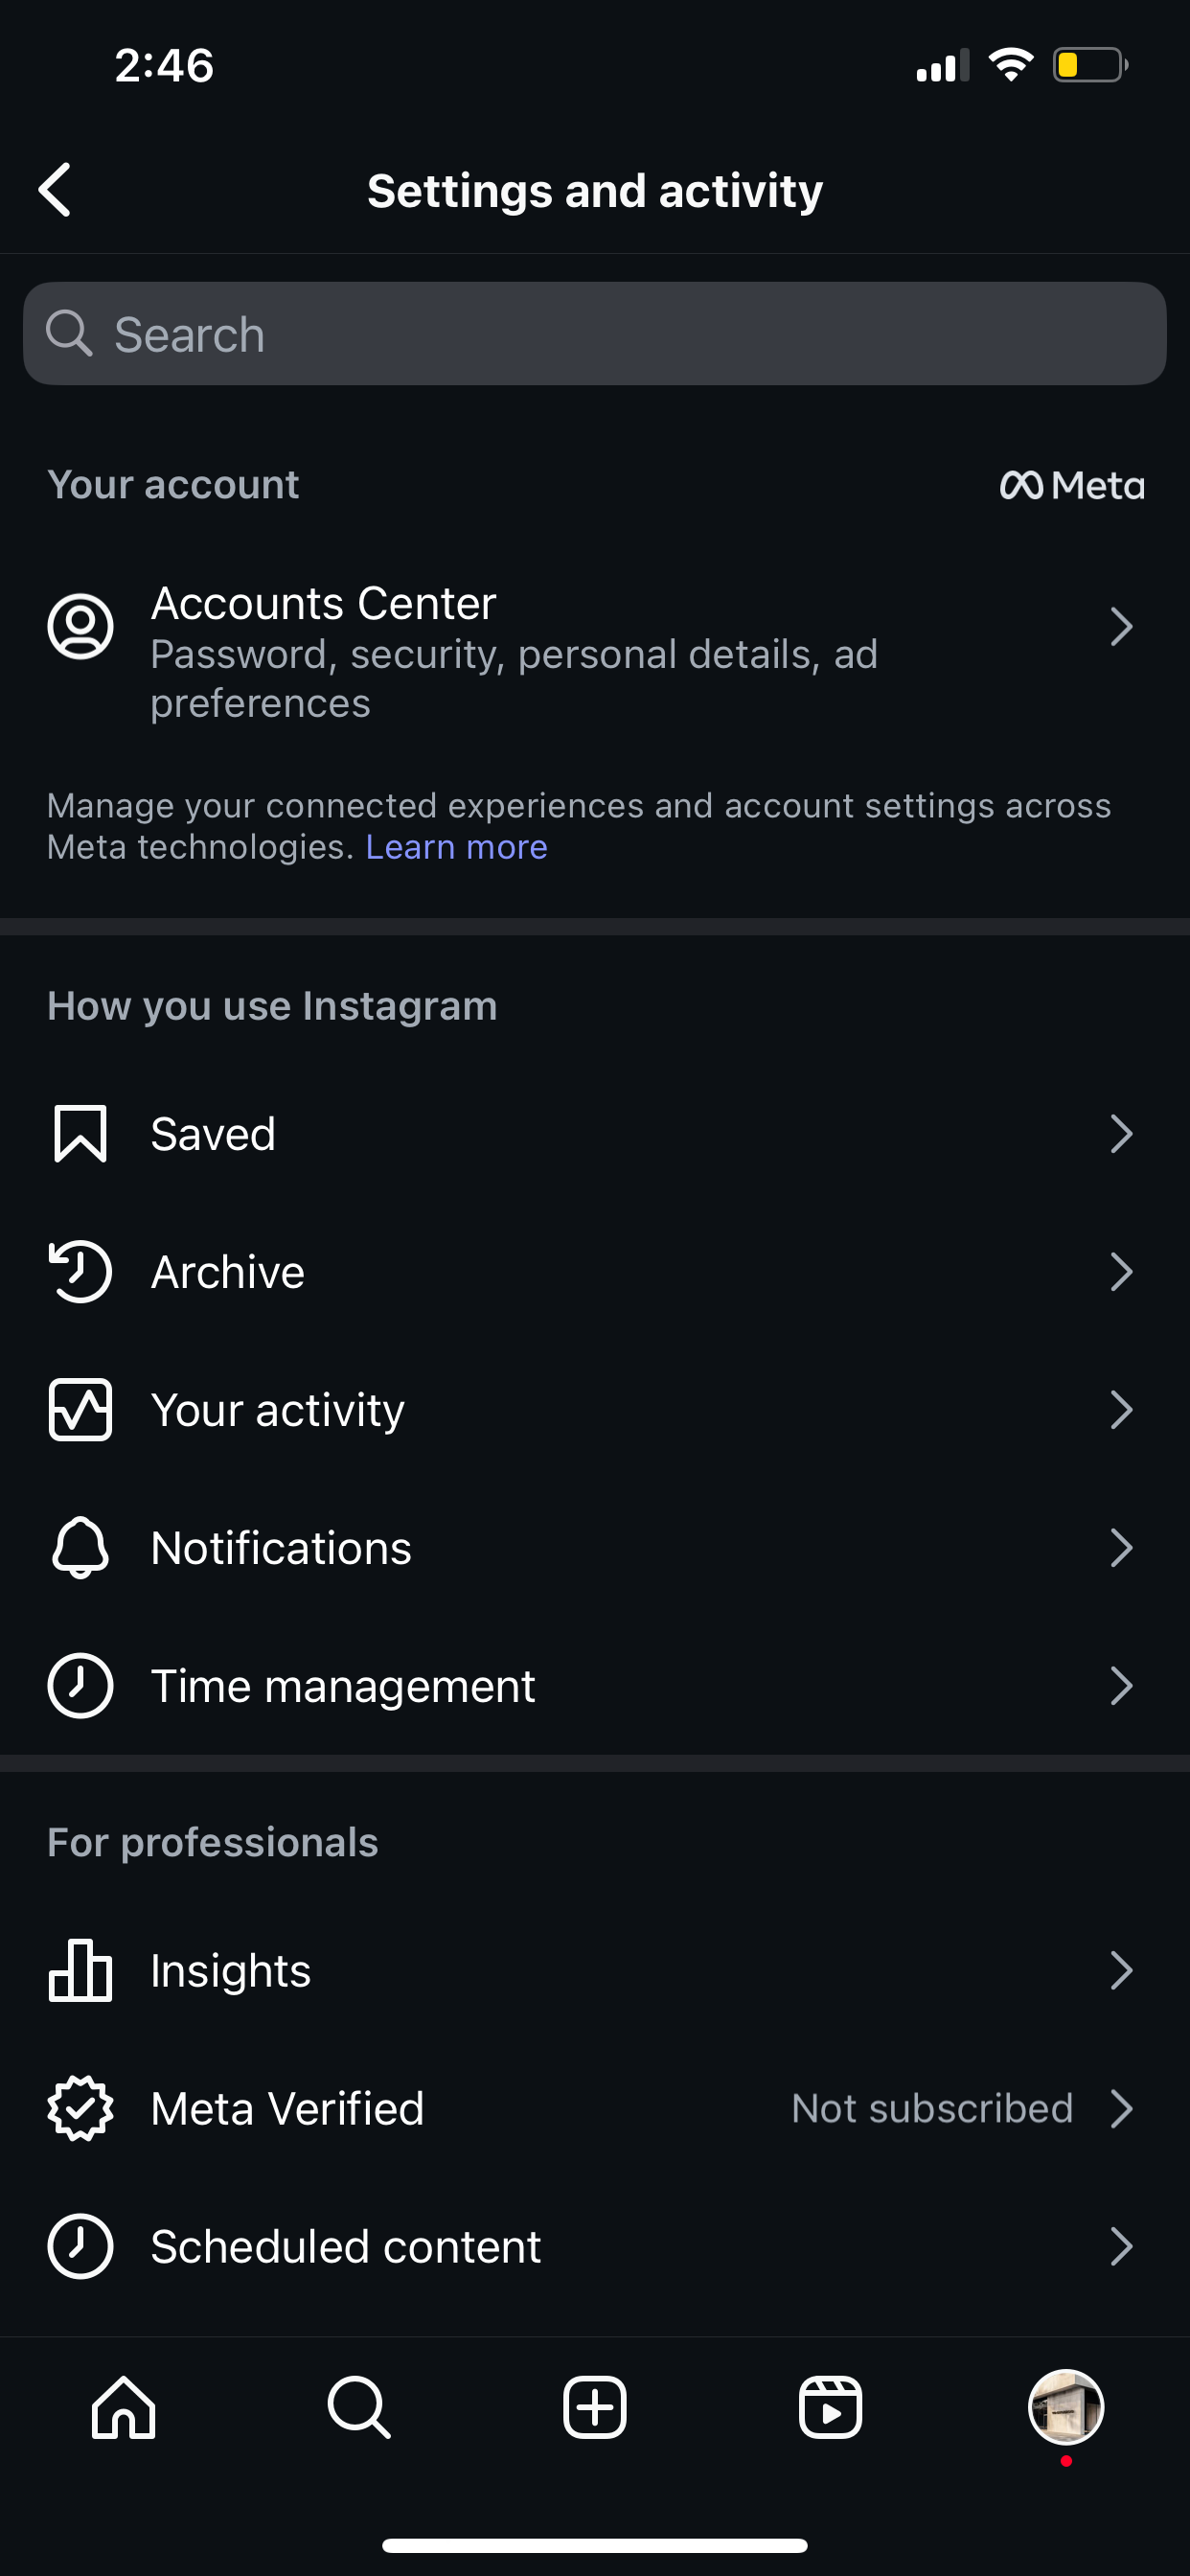 2:46
Settings and activity
Search
Your account
Meta
Accounts Center
Password, security, personal details, ad
preferences
Manage your connected experiences and account settings across
Meta technologies. Learn more
How you use Instagram
Saved
Archive
Your activity
Notifications
Time management
For professionals
Insights
Meta Verified Not subscribed
Scheduled content